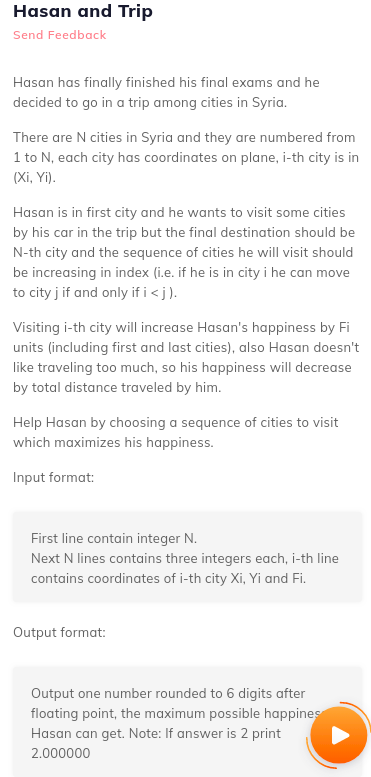 Hasan and Trip
Send Feedback
Hasan has finally finished his final exams and he
decided to go in a trip among cities in Syria.
There are N cities in Syria and they are numbered from
1 to N, each city has coordinates on plane, i-th city is in
(Xi, Yi).
Hasan is in first city and he wants to visit some cities
by his car in the trip but the final destination should be
N-th city and the sequence of cities he will visit should
be increasing in index (i.e. if he is in city i he can move
to city j if and only if i < j ).
Visiting i-th city will increase Hasan's happiness by Fi
units (including first and last cities), also Hasan doesn't
like traveling too much, so his happiness will decrease
by total distance traveled by him.
Help Hasan by choosing a sequence of cities to visit
which maximizes his happiness.
Input format:
First line contain integer N.
Next N lines contains three integers each, i-th line
contains coordinates of i-th city Xi, Yi and Fi.
Output format:
Output one number rounded to 6 digits after
floating point, the maximum possible happiness
Hasan can get. Note: If answer is 2 print
2.000000